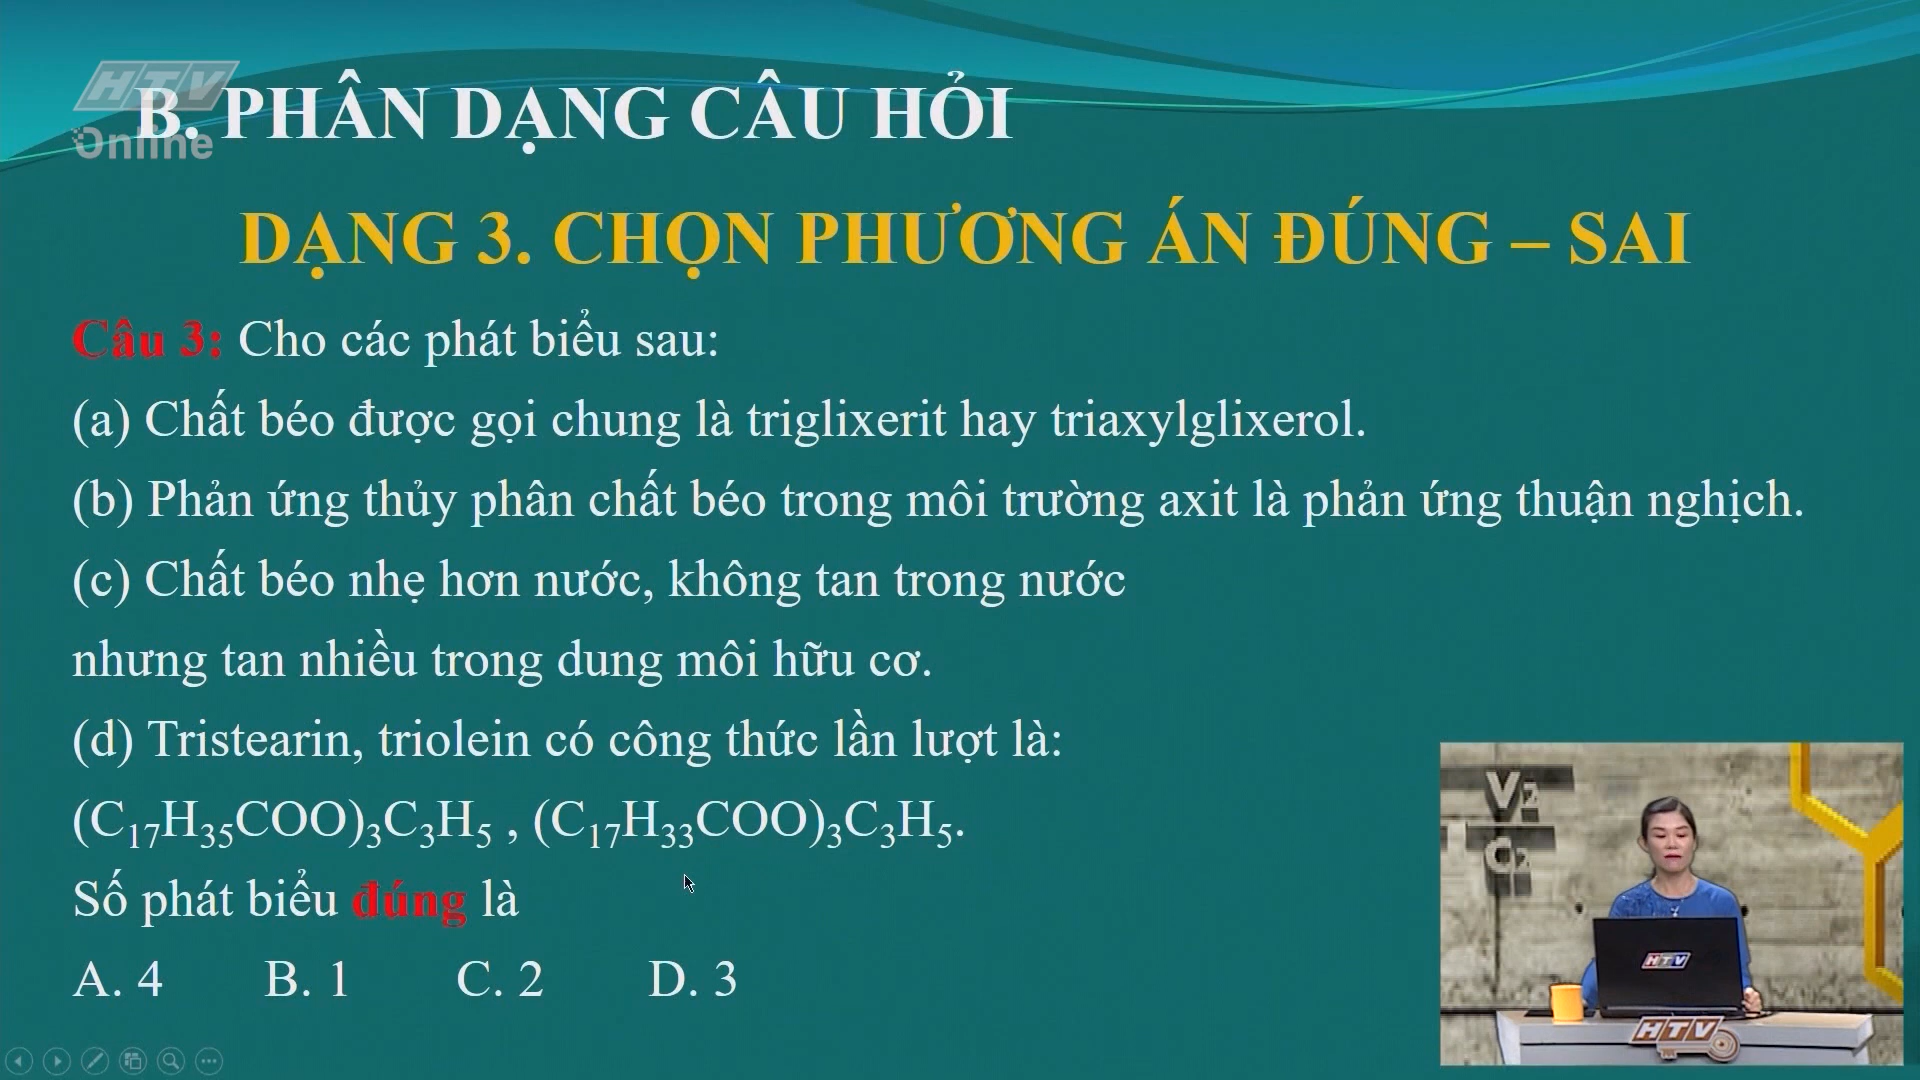 HTV
Online
B. PHÂN DẠNG CÂU HỎI
DẠNG 3. CHỌN PHƯƠNG ÁN ĐÚNG – SAI
Câu 3: Cho các phát biểu sau:
(a) Chất béo được gọi chung là triglixerit hay triaxylglixerol.
(b) Phản ứng thủy phân chất béo trong môi trường axit là phản ứng thuận nghịch.
(c) Chất béo nhẹ hơn nước, không tan trong nước
nhưng tan nhiều trong dung môi hữu cơ.
(d) Tristearin, triolein có công thức lần lượt là:
(C₁₇H₃₅COO)₃C₃H₅ , (C₁₇H₃₃COO)₃C₃H₅.
Số phát biểu đúng là
A. 4 B. 1 C. 2 D. 3
HTV
HTV